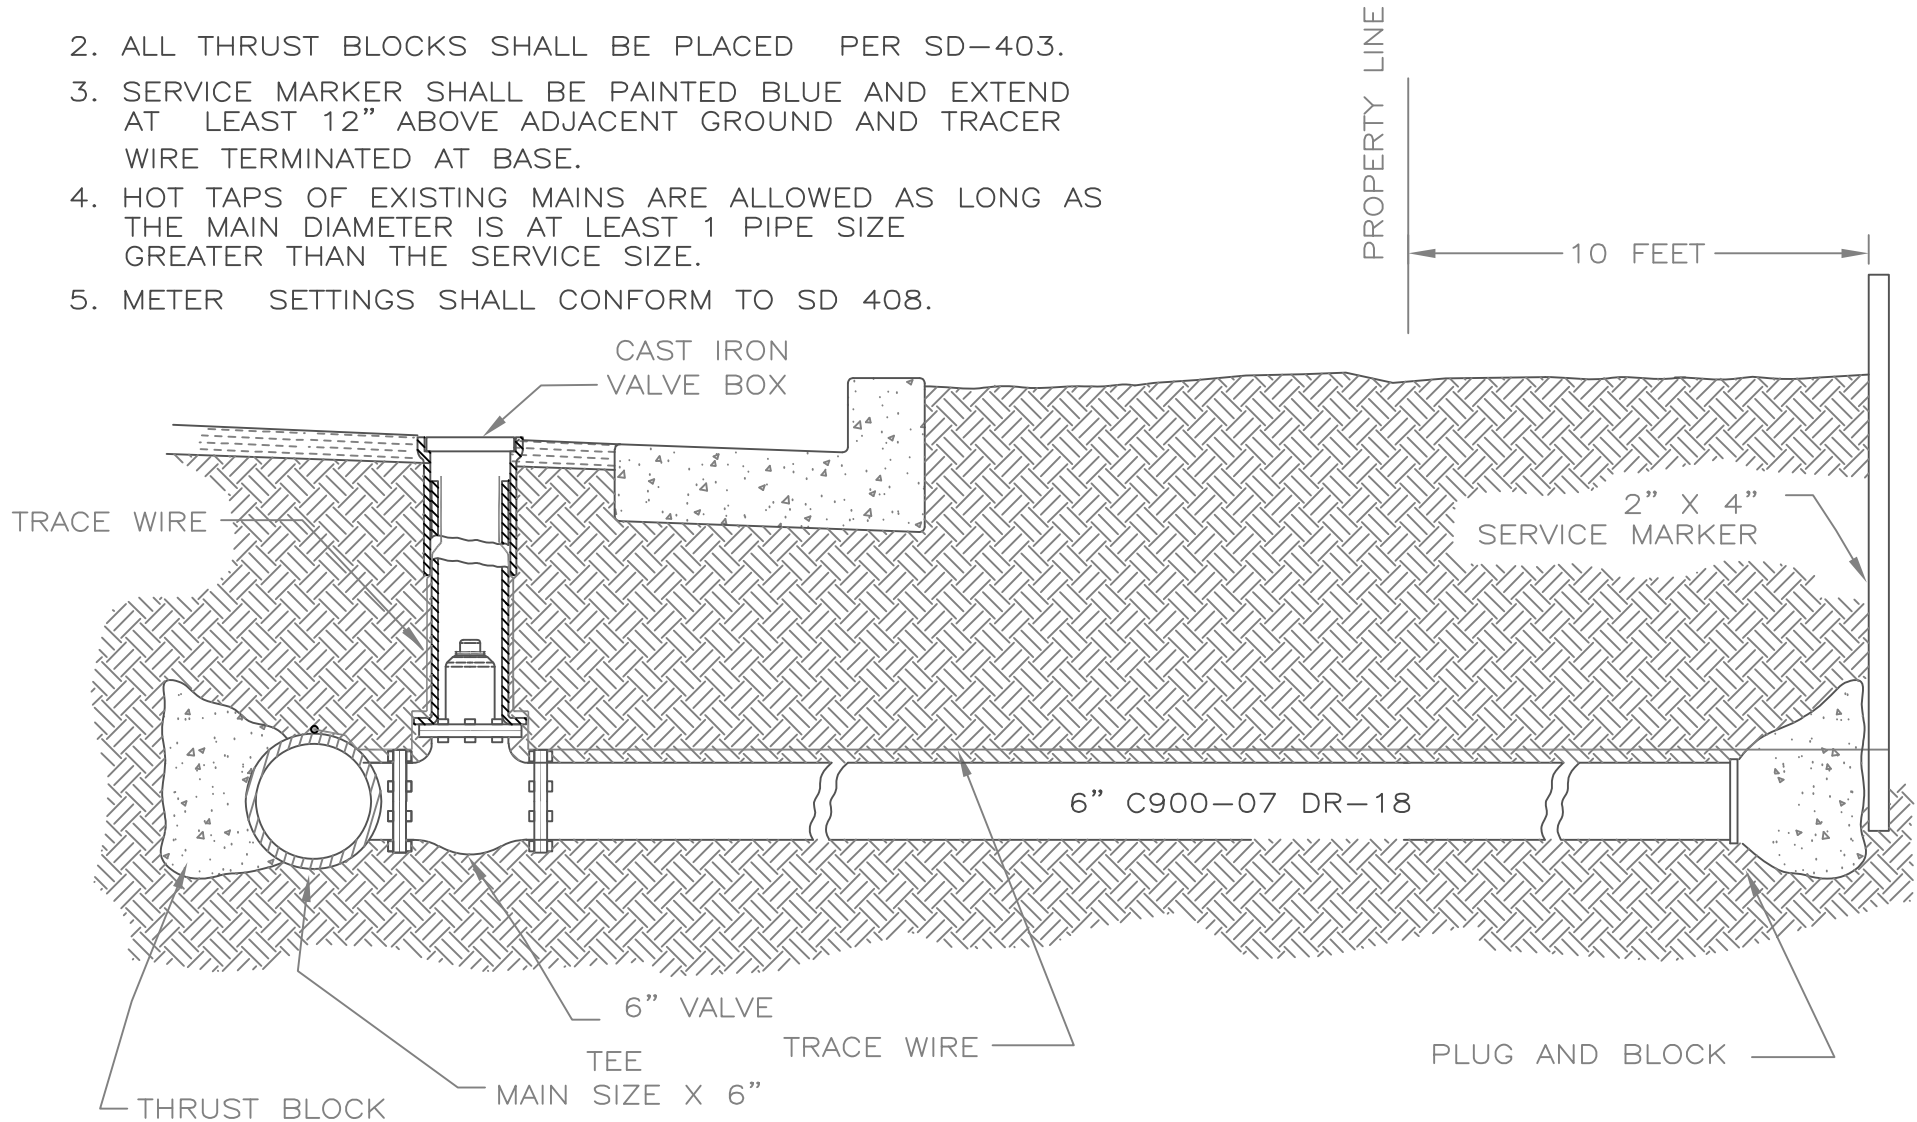 2. ALL THRUST BLOCKS SHALL BE PLACED PER SD-403.
3. SERVICE MARKER SHALL BE PAINTED BLUE AND EXTEND
AT LEAST 12" ABOVE ADJACENT GROUND AND TRACER
WIRE TERMINATED AT BASE.
4. HOT TAPS OF EXISTING MAINS ARE ALLOWED AS LONG AS
THE MAIN DIAMETER IS AT LEAST 1 PIPE SIZE
GREATER THAN THE SERVICE SIZE.
5. METER SETTINGS SHALL CONFORM TO SD 408.
PROPERTY LINE
10 FEET
CAST IRON
VALVE BOX
TRACE WIRE
2" X 4"
SERVICE MARKER
6" C900-07 DR-18
6" VALVE
TRACE WIRE
TEE
MAIN SIZE X 6"
THRUST BLOCK
PLUG AND BLOCK